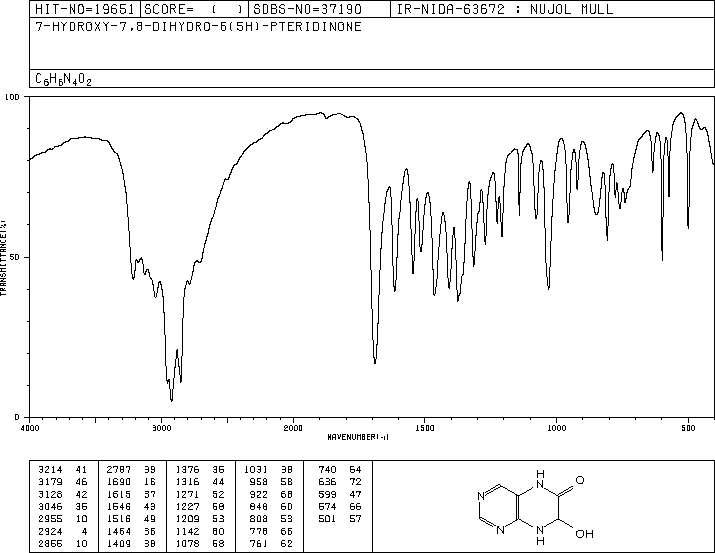 HIT-NO=19651 SCORE= ( ) SDBS-NO=37190 IR-NIDA-63672 : NUJOL MULL
7-HYDROXY-7,8-DIHYDRO-6(5H)-PTERIDINONE
C6H6N4O2
100
50
0
TRANSMITTANCE(%)
4000 3000 2000 1500 1000 500
WAVENUMBER(-1)
3214 41 2787 39 1376 35 1031 38 740 64
3179 46 1690 16 1316 44 958 58 636 72
3128 42 1615 37 1271 52 922 68 599 47
3046 36 1546 43 1227 58 848 60 574 66
2955 10 1516 49 1209 53 808 53 501 57
2924 4 1464 36 1142 60 778 66
2855 10 1409 38 1078 58 761 62
H
N O
N
N N OH
H